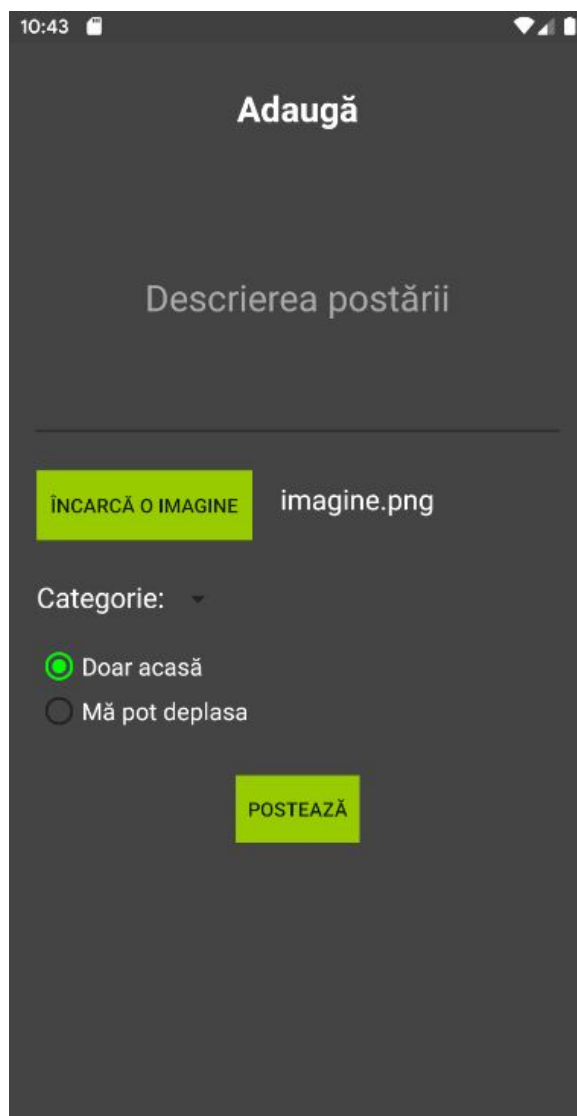 10:43
Adaugă
Descrierea postării
ÎNCARCĂ O IMAGINE imagine.png
Categorie:
Doar acasă
Mă pot deplasa
POSTEAZĂ